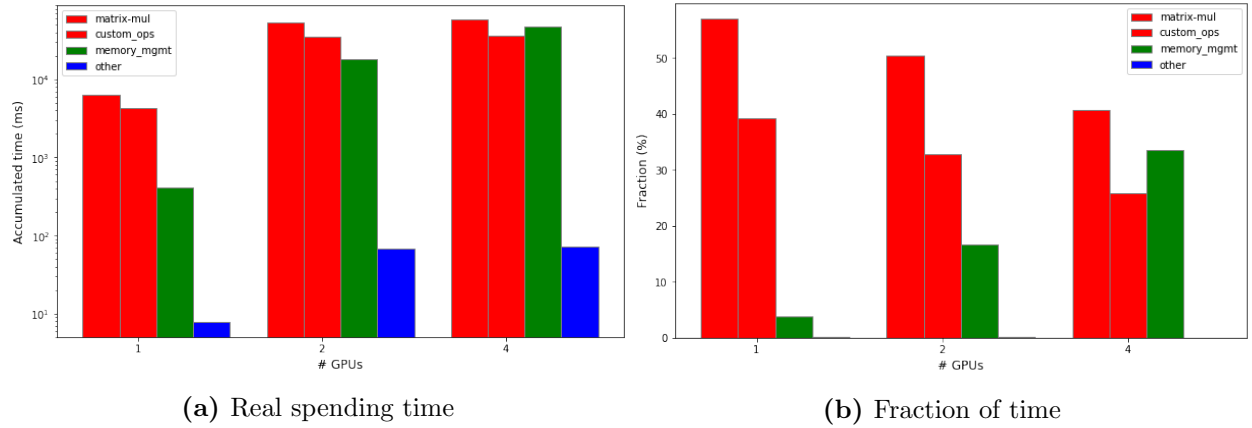 matrix-mul
custom_ops
memory_mgmt
other
Accumulated time (ms)
10^4
10^3
10^2
10^1
1
2
4
# GPUs
(a) Real spending time
matrix-mul
custom_ops
memory_mgmt
other
Fraction (%)
50
40
30
20
10
0
1
2
4
# GPUs
(b) Fraction of time